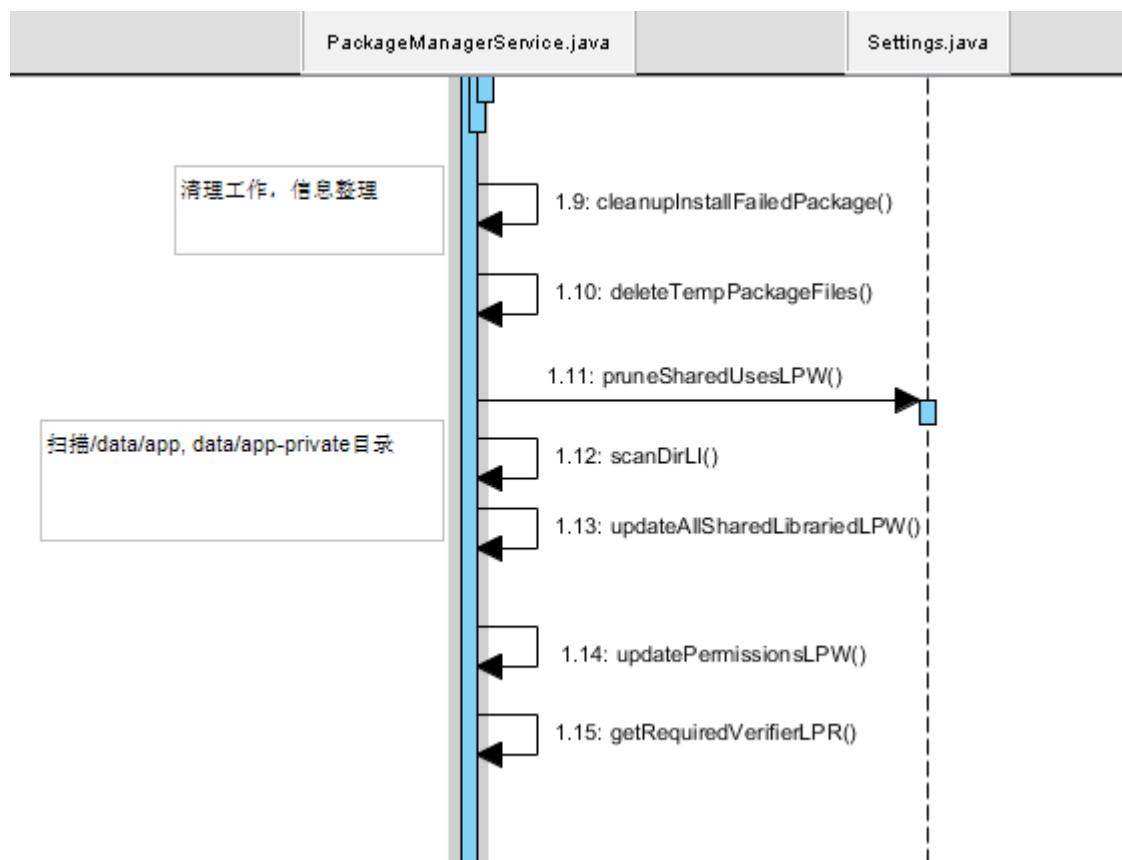 PackageManagerService.java
Settings.java
清理工作，信息整理
1.9: cleanupInstallFailedPackage()
1.10: deleteTempPackageFiles()
1.11: pruneSharedUsesLPW()
扫描/data/app, data/app-private目录
1.12: scanDirLI()
1.13: updateAllSharedLibrariedLPW()
1.14: updatePermissionsLPW()
1.15: getRequiredVerifierLPR()